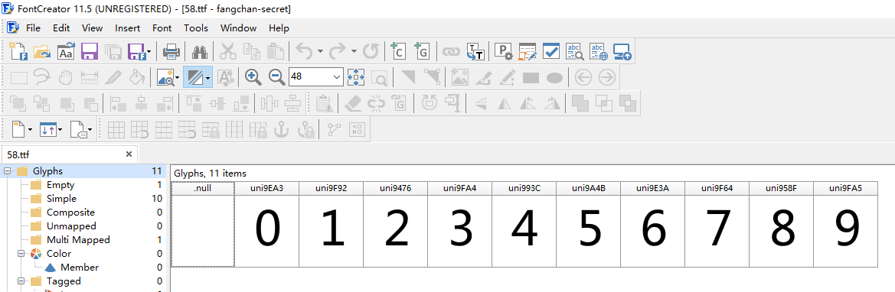 FontCreator 11.5 (UNREGISTERED) - [58.ttf - fangchan-secret]
File Edit View Insert Font Tools Window Help
48
58.ttf ×
Glyphs 11
Empty 1
Simple 10
Composite 0
Unmapped 0
Multi Mapped 1
Color 0
Member 0
Tagged 0
Glyphs, 11 items
.null uni9EA3 uni9F92 uni9476 uni9FA4 uni993C uni9A4B uni9E3A uni9F64 uni958F uni9FA5
0 1 2 3 4 5 6 7 8 9